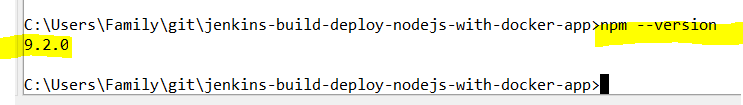 C:\Users\Family\git\jenkins-build-deploy-nodejs-with-docker-app>npm --version
9.2.0
C:\Users\Family\git\jenkins-build-deploy-nodejs-with-docker-app>